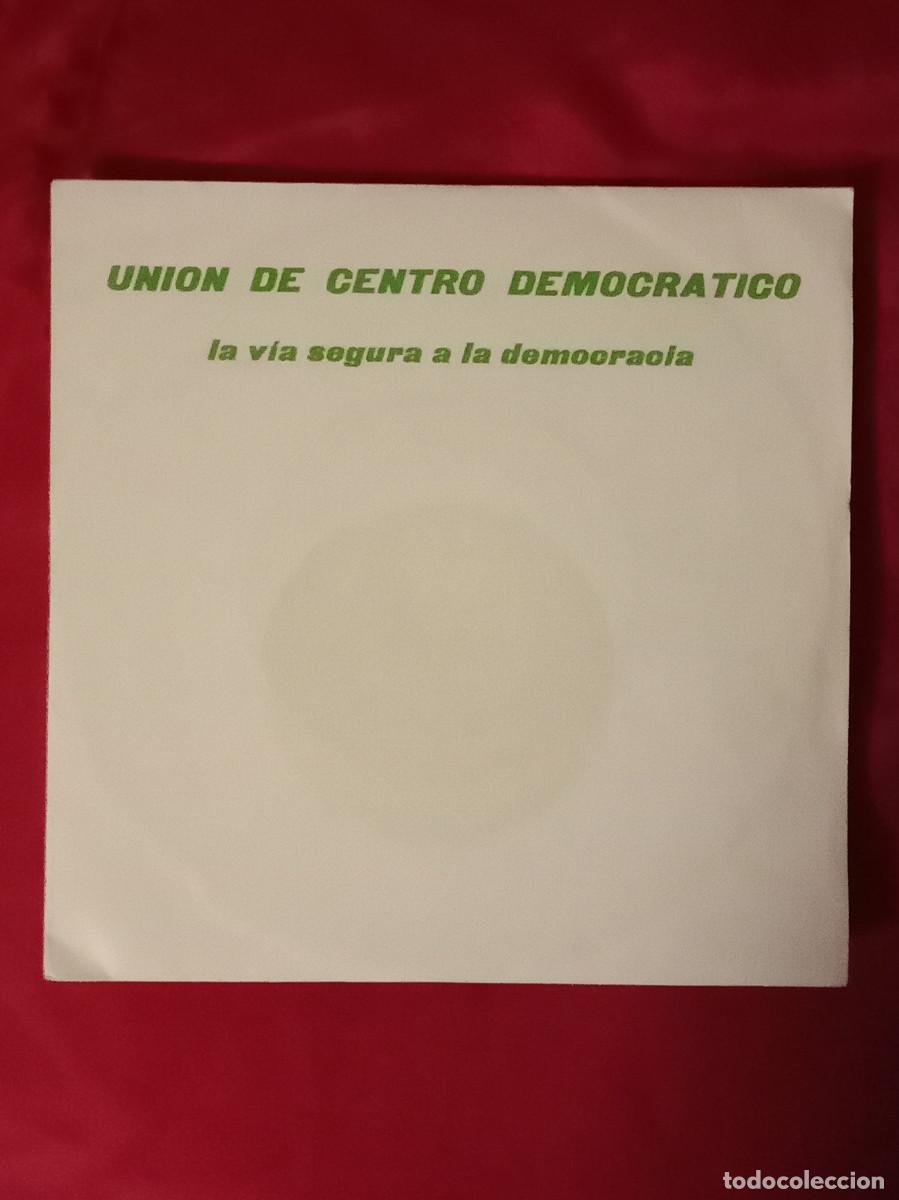 UNION DE CENTRO DEMOCRATICO
la vía segura a la democracia
todocoleccion